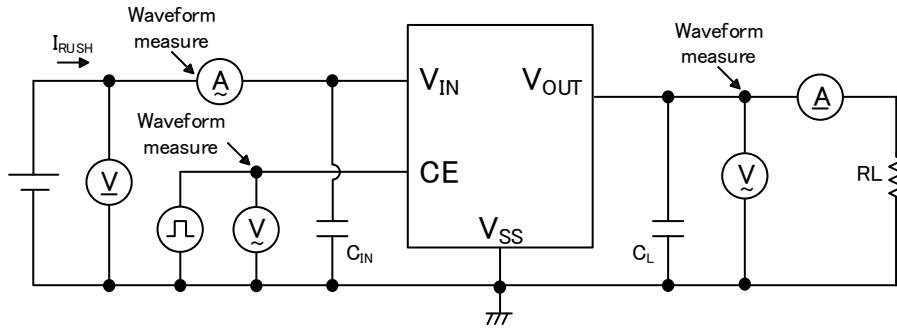 Waveform
measure
I_RUSH
A
V_IN
V_OUT
Waveform
measure
A
Waveform
measure
CE
V
V
V
RL
V_SS
C_IN
C_L